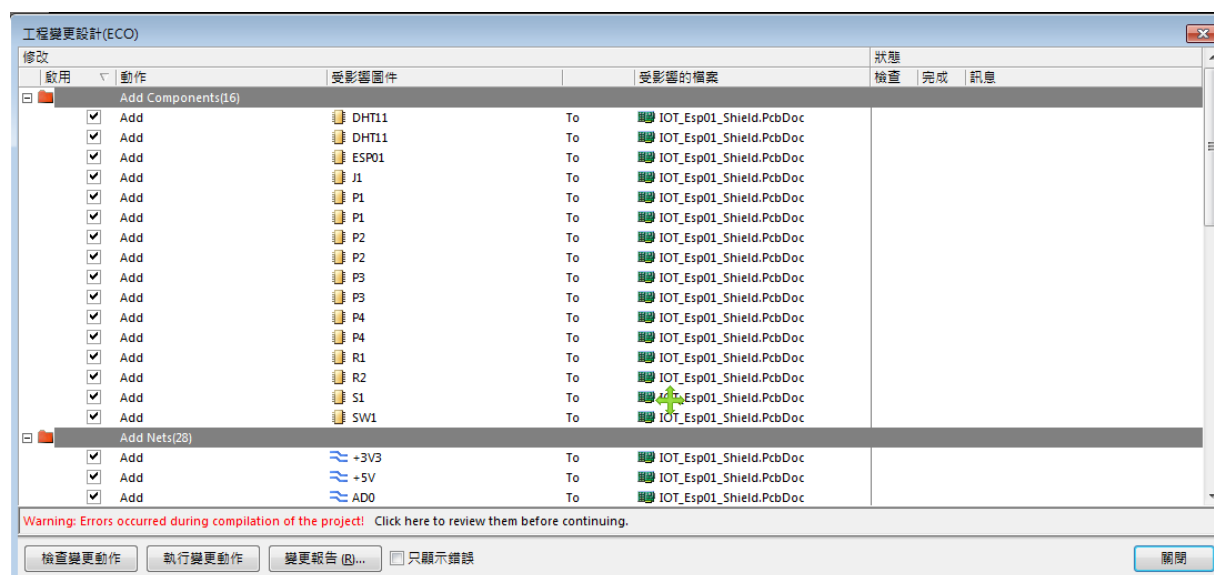 工程變更設計(ECO)
修改 狀態
啟用 動作 受影響圖件 受影響的檔案 檢查 完成 訊息
Add Components(16)
Add DHT11 To IOT_Esp01_Shield.PcbDoc
Add DHT11 To IOT_Esp01_Shield.PcbDoc
Add ESP01 To IOT_Esp01_Shield.PcbDoc
Add J1 To IOT_Esp01_Shield.PcbDoc
Add P1 To IOT_Esp01_Shield.PcbDoc
Add P1 To IOT_Esp01_Shield.PcbDoc
Add P2 To IOT_Esp01_Shield.PcbDoc
Add P2 To IOT_Esp01_Shield.PcbDoc
Add P3 To IOT_Esp01_Shield.PcbDoc
Add P3 To IOT_Esp01_Shield.PcbDoc
Add P4 To IOT_Esp01_Shield.PcbDoc
Add P4 To IOT_Esp01_Shield.PcbDoc
Add R1 To IOT_Esp01_Shield.PcbDoc
Add R2 To IOT_Esp01_Shield.PcbDoc
Add S1 To IOT_Esp01_Shield.PcbDoc
Add SW1 To IOT_Esp01_Shield.PcbDoc
Add Nets(28)
Add +3V3 To IOT_Esp01_Shield.PcbDoc
Add +5V To IOT_Esp01_Shield.PcbDoc
Add AD0 To IOT_Esp01_Shield.PcbDoc
Warning: Errors occurred during compilation of the project! Click here to review them before continuing.
檢查變更動作 執行變更動作 變更報告 (R)... 只顯示錯誤 關閉